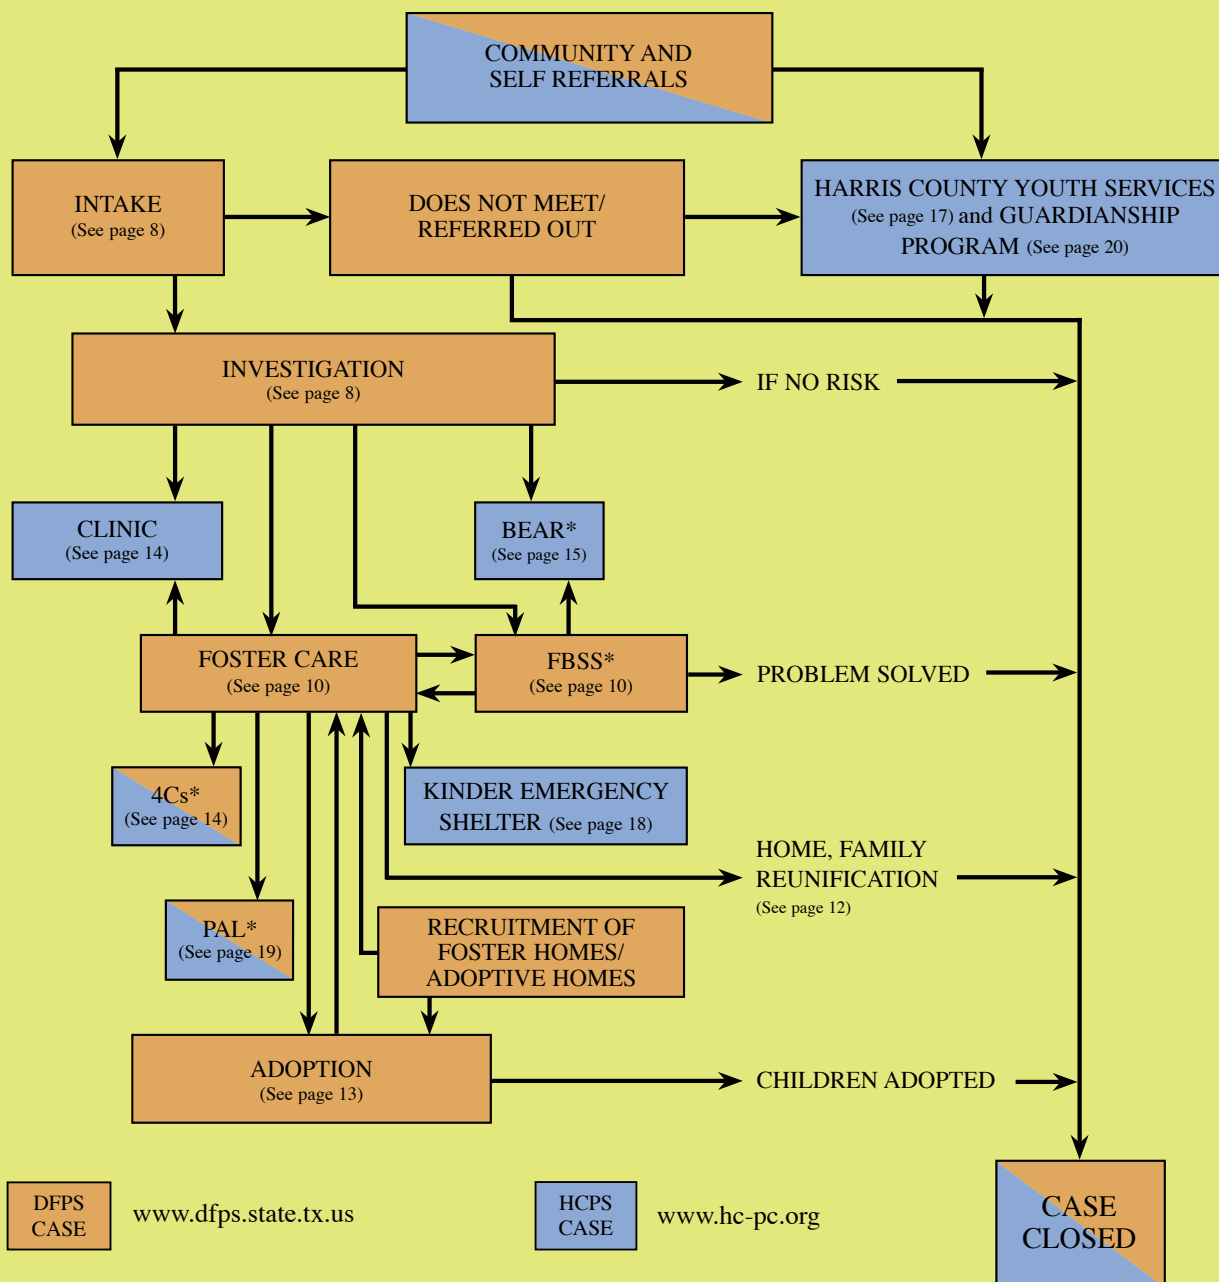 COMMUNITY AND
SELF REFERRALS
INTAKE
(See page 8)
DOES NOT MEET/
REFERRED OUT
HARRIS COUNTY YOUTH SERVICES
(See page 17) and GUARDIANSHIP
PROGRAM (See page 20)
INVESTIGATION
(See page 8)
IF NO RISK
CLINIC
(See page 14)
BEAR*
(See page 15)
FOSTER CARE
(See page 10)
FBSS*
(See page 10)
PROBLEM SOLVED
4Cs*
(See page 14)
KINDER EMERGENCY
SHELTER (See page 18)
HOME, FAMILY
REUNIFICATION
(See page 12)
PAL*
(See page 19)
RECRUITMENT OF
FOSTER HOMES/
ADOPTIVE HOMES
ADOPTION
(See page 13)
CHILDREN ADOPTED
DFPS
CASE
www.dfps.state.tx.us
HCPS
CASE
www.hc-pc.org
CASE
CLOSED